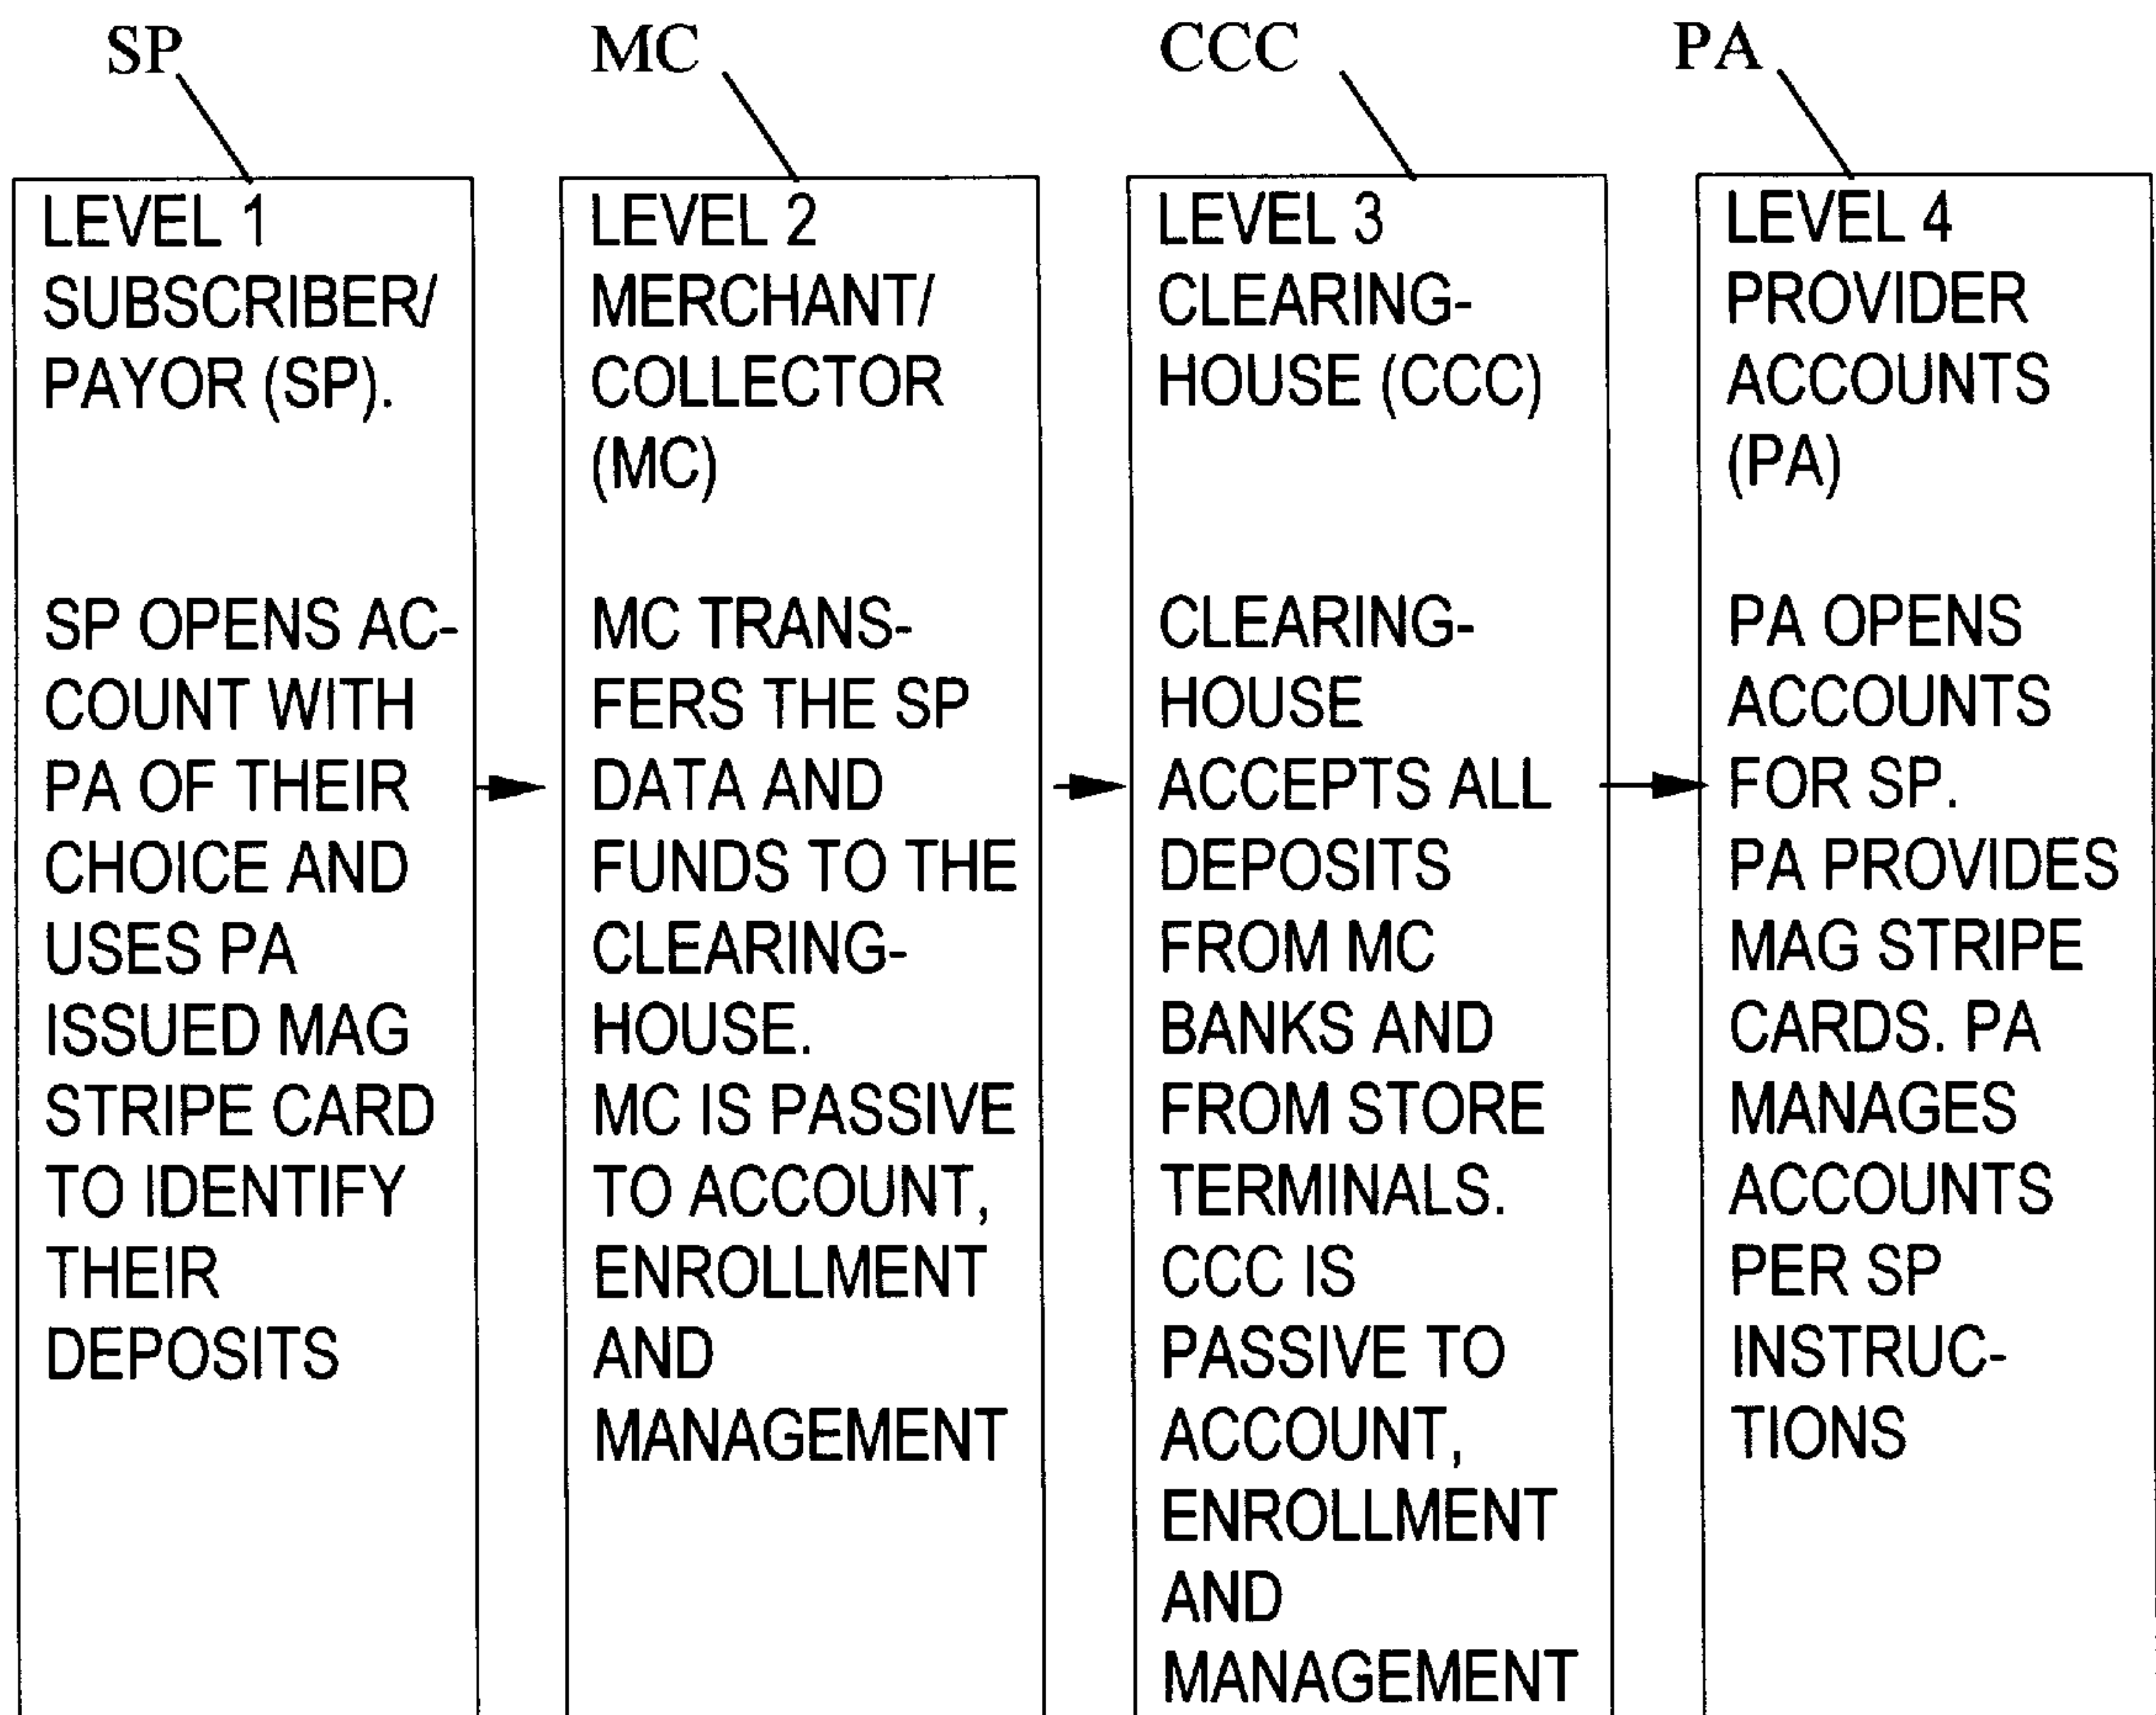 SP
MC
CCC
PA
LEVEL 1
SUBSCRIBER/
PAYOR (SP).
SP OPENS AC-
COUNT WITH
PA OF THEIR
CHOICE AND
USES PA
ISSUED MAG
STRIPE CARD
TO IDENTIFY
THEIR
DEPOSITS
LEVEL 2
MERCHANT/
COLLECTOR
(MC)
MC TRANS-
FERS THE SP
DATA AND
FUNDS TO THE
CLEARING-
HOUSE.
MC IS PASSIVE
TO ACCOUNT,
ENROLLMENT
AND
MANAGEMENT
LEVEL 3
CLEARING-
HOUSE (CCC)
CLEARING-
HOUSE
ACCEPTS ALL
DEPOSITS
FROM MC
BANKS AND
FROM STORE
TERMINALS.
CCC IS
PASSIVE TO
ACCOUNT,
ENROLLMENT
AND
MANAGEMENT
LEVEL 4
PROVIDER
ACCOUNTS
(PA)
PA OPENS
ACCOUNTS
FOR SP.
PA PROVIDES
MAG STRIPE
CARDS. PA
MANAGES
ACCOUNTS
PER SP
INSTRUC-
TIONS